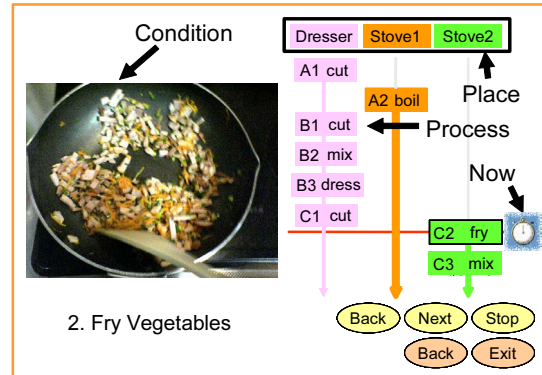 Condition
Dresser Stove1 Stove2
A1 cut
Place
A2 boil
B1 cut
Process
B2 mix
B3 dress
Now
C1 cut
C2 fry
C3 mix
2. Fry Vegetables
Back Next Stop
Back Exit